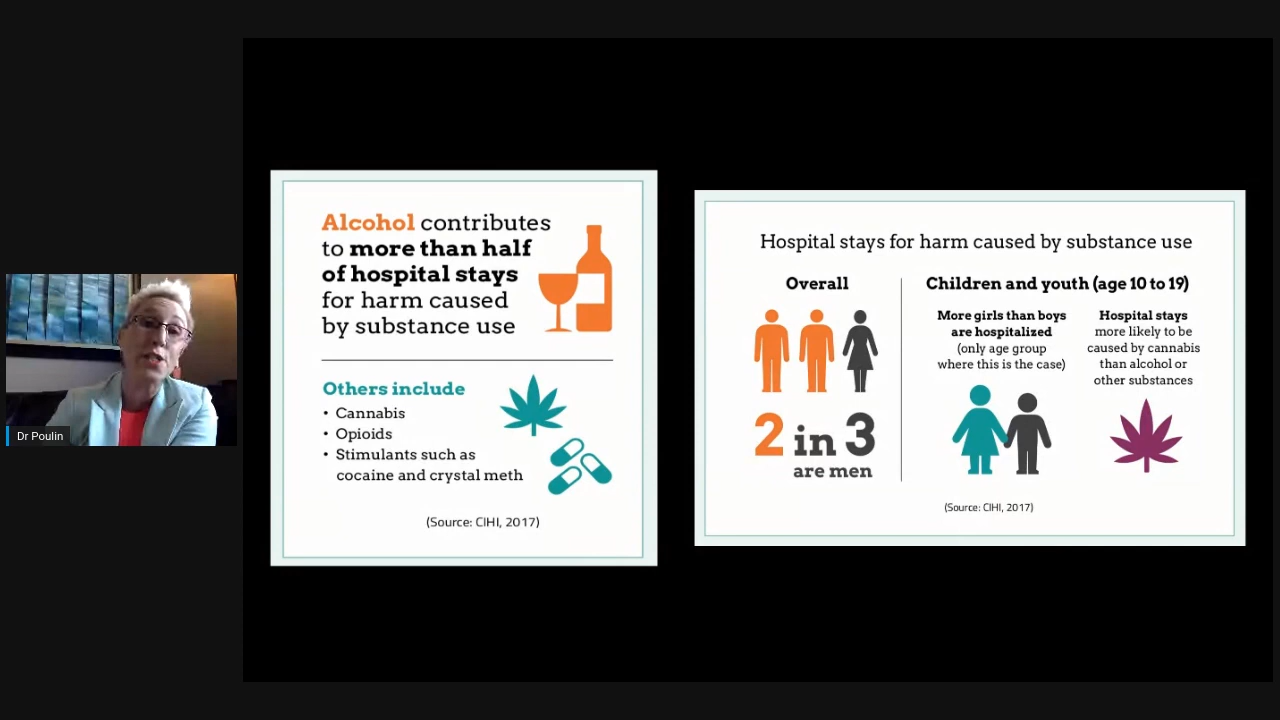 Dr Poulin
Alcohol contributes
to more than half
of hospital stays
for harm caused
by substance use
Others include
• Cannabis
• Opioids
• Stimulants such as
cocaine and crystal meth
(Source: CIHI, 2017)
Hospital stays for harm caused by substance use
Overall
2 in 3
are men
Children and youth (age 10 to 19)
More girls than boys
are hospitalized
(only age group
where this is the case)
Hospital stays
more likely to be
caused by cannabis
than alcohol or
other substances
(Source: CIHI, 2017)